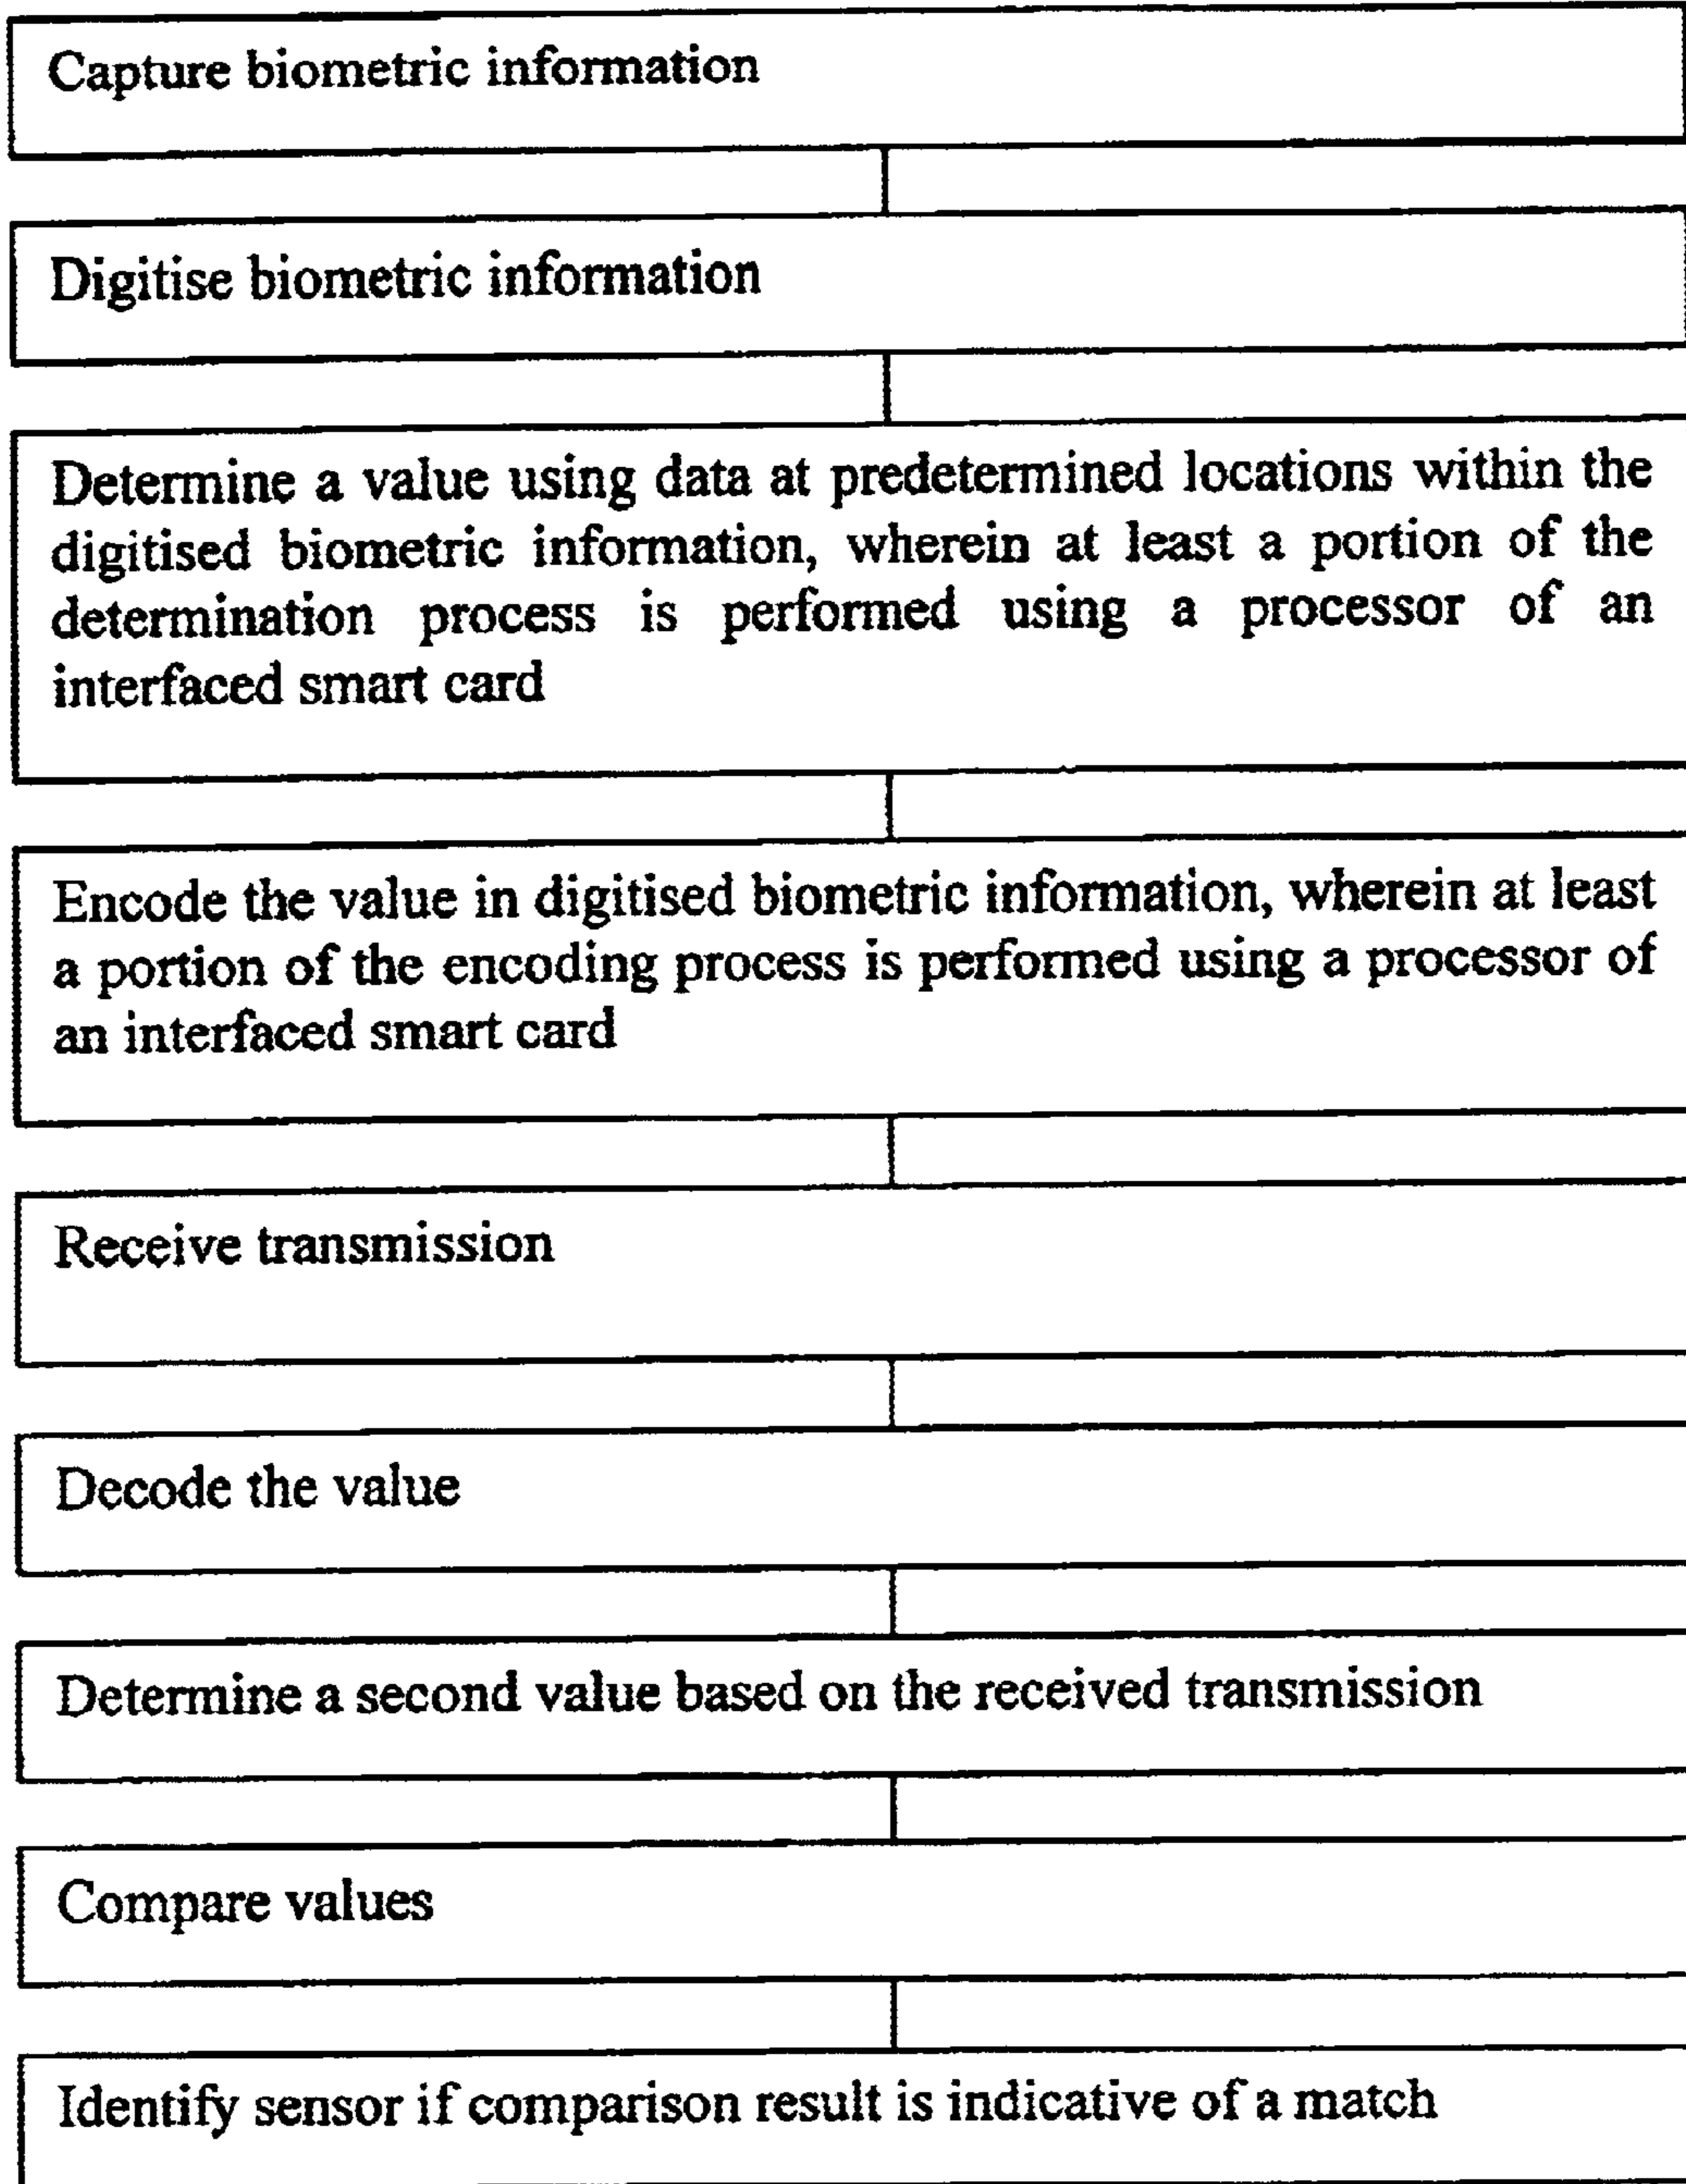 Capture biometric information
Digitise biometric information
Determine a value using data at predetermined locations within the
digitised biometric information, wherein at least a portion of the
determination process is performed using a processor of an
interfaced smart card
Encode the value in digitised biometric information, wherein at least
a portion of the encoding process is performed using a processor of
an interfaced smart card
Receive transmission
Decode the value
Determine a second value based on the received transmission
Compare values
Identify sensor if comparison result is indicative of a match